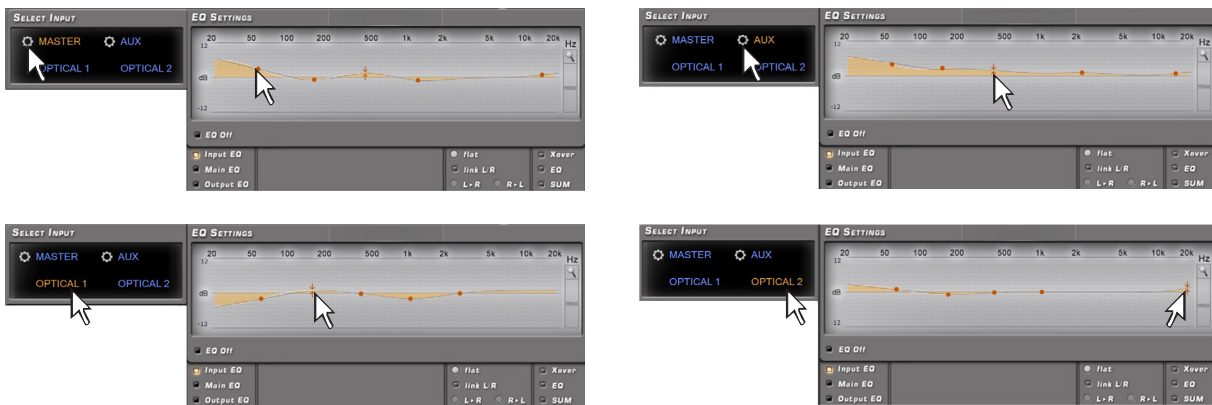 SELECT INPUT
MASTER AUX
OPTICAL 1 OPTICAL 2
EQ SETTINGS
20 50 100 200 500 1k 2k 5k 10k 20k Hz
12
dB
-12
EQ Off
Input EQ
Main EQ
Output EQ
flat
link L/R
L▸R R▸L
Xover
EQ
SUM
SELECT INPUT
MASTER AUX
OPTICAL 1 OPTICAL 2
EQ SETTINGS
20 50 100 200 500 1k 2k 5k 10k 20k Hz
12
dB
-12
EQ Off
Input EQ
Main EQ
Output EQ
flat
link L/R
L▸R R▸L
Xover
EQ
SUM
SELECT INPUT
MASTER AUX
OPTICAL 1 OPTICAL 2
EQ SETTINGS
20 50 100 200 500 1k 2k 5k 10k 20k Hz
12
dB
-12
EQ Off
Input EQ
Main EQ
Output EQ
flat
link L/R
L▸R R▸L
Xover
EQ
SUM
SELECT INPUT
MASTER AUX
OPTICAL 1 OPTICAL 2
EQ SETTINGS
20 50 100 200 500 1k 2k 5k 10k 20k Hz
12
dB
-12
EQ Off
Input EQ
Main EQ
Output EQ
flat
link L/R
L▸R R▸L
Xover
EQ
SUM